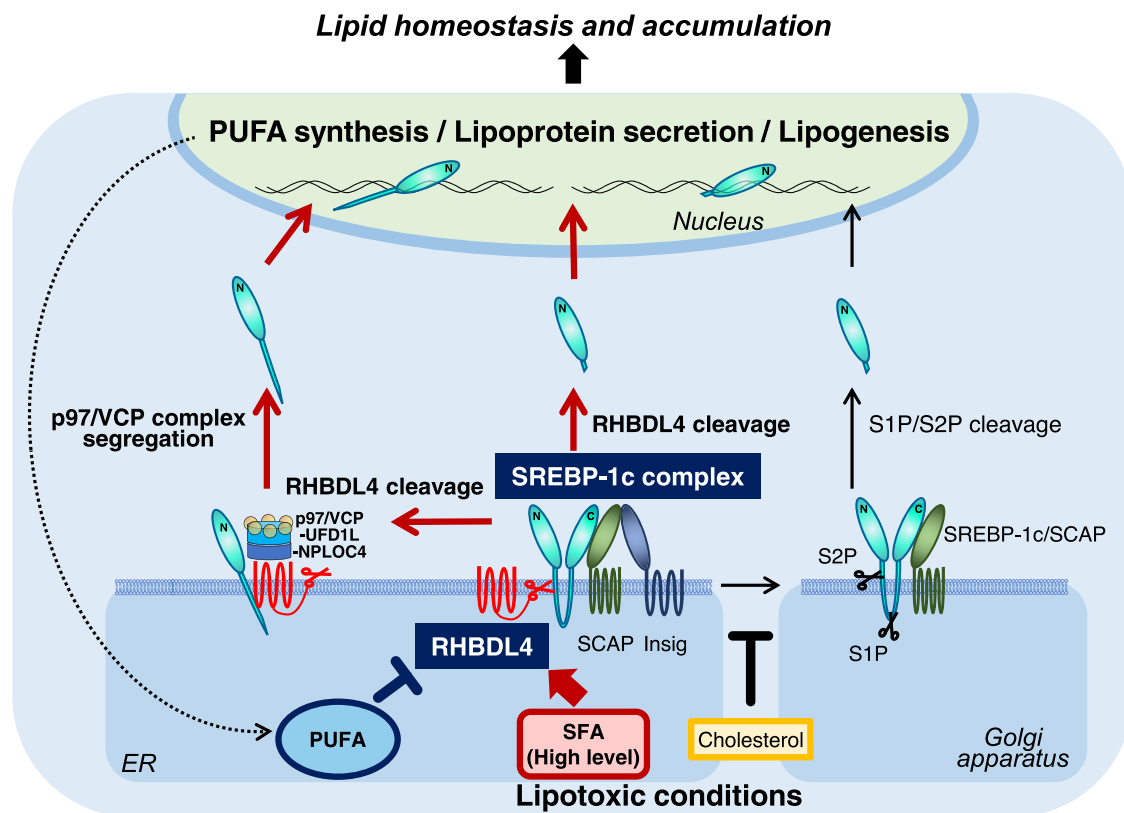 Lipid homeostasis and accumulation
PUFA synthesis / Lipoprotein secretion / Lipogenesis
N
N
Nucleus
N
N
N
p97/VCP complex
segregation
RHBDL4 cleavage
S1P/S2P cleavage
SREBP-1c complex
RHBDL4 cleavage
N
p97/VCP
-UFD1L
-NPLOC4
N
C
N
C
SREBP-1c/SCAP
S2P
S1P
RHBDL4
SCAP
Insig
PUFA
SFA
(High level)
Cholesterol
ER
Golgi
apparatus
Lipotoxic conditions